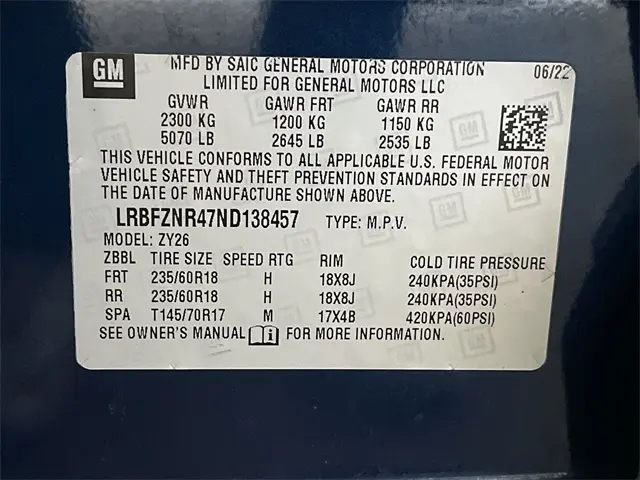 GM
MFD BY SAIC GENERAL MOTORS CORPORATION 06/22
LIMITED FOR GENERAL MOTORS LLC
GVWR GAWR FRT GAWR RR
2300 KG 1200 KG 1150 KG
5070 LB 2645 LB 2535 LB
THIS VEHICLE CONFORMS TO ALL APPLICABLE U.S. FEDERAL MOTOR
VEHICLE SAFETY AND THEFT PREVENTION STANDARDS IN EFFECT ON
THE DATE OF MANUFACTURE SHOWN ABOVE.
LRBFZNR47ND138457 TYPE: M.P.V.
MODEL: ZY26
ZBBL TIRE SIZE SPEED RTG RIM COLD TIRE PRESSURE
FRT 235/60R18 H 18X8J 240KPA(35PSI)
RR 235/60R18 H 18X8J 240KPA(35PSI)
SPA T145/70R17 M 17X4B 420KPA(60PSI)
SEE OWNER'S MANUAL i FOR MORE INFORMATION.